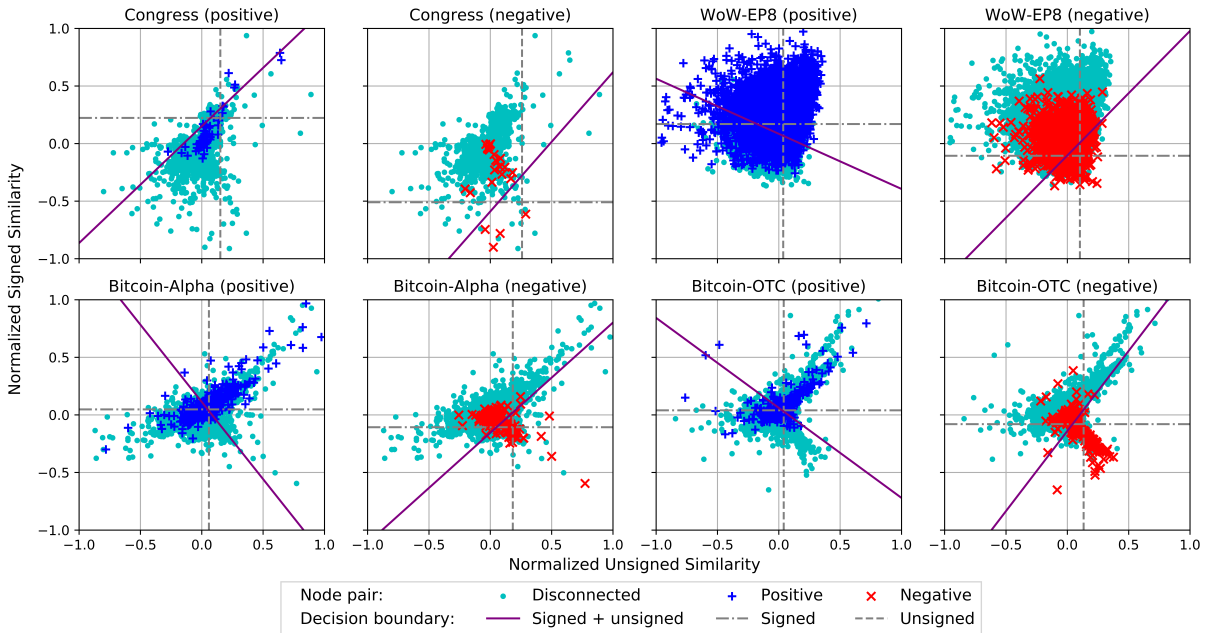 Congress (positive)
Congress (negative)
WoW-EP8 (positive)
WoW-EP8 (negative)
1.0
0.5
0.0
−0.5
−1.0
Normalized Signed Similarity
Bitcoin-Alpha (positive)
Bitcoin-Alpha (negative)
Bitcoin-OTC (positive)
Bitcoin-OTC (negative)
1.0
0.5
0.0
−0.5
−1.0
−1.0 −0.5 0.0 0.5 1.0
−1.0 −0.5 0.0 0.5 1.0
−1.0 −0.5 0.0 0.5 1.0
−1.0 −0.5 0.0 0.5 1.0
Normalized Unsigned Similarity
Node pair: Disconnected Positive Negative
Decision boundary: Signed + unsigned Signed Unsigned